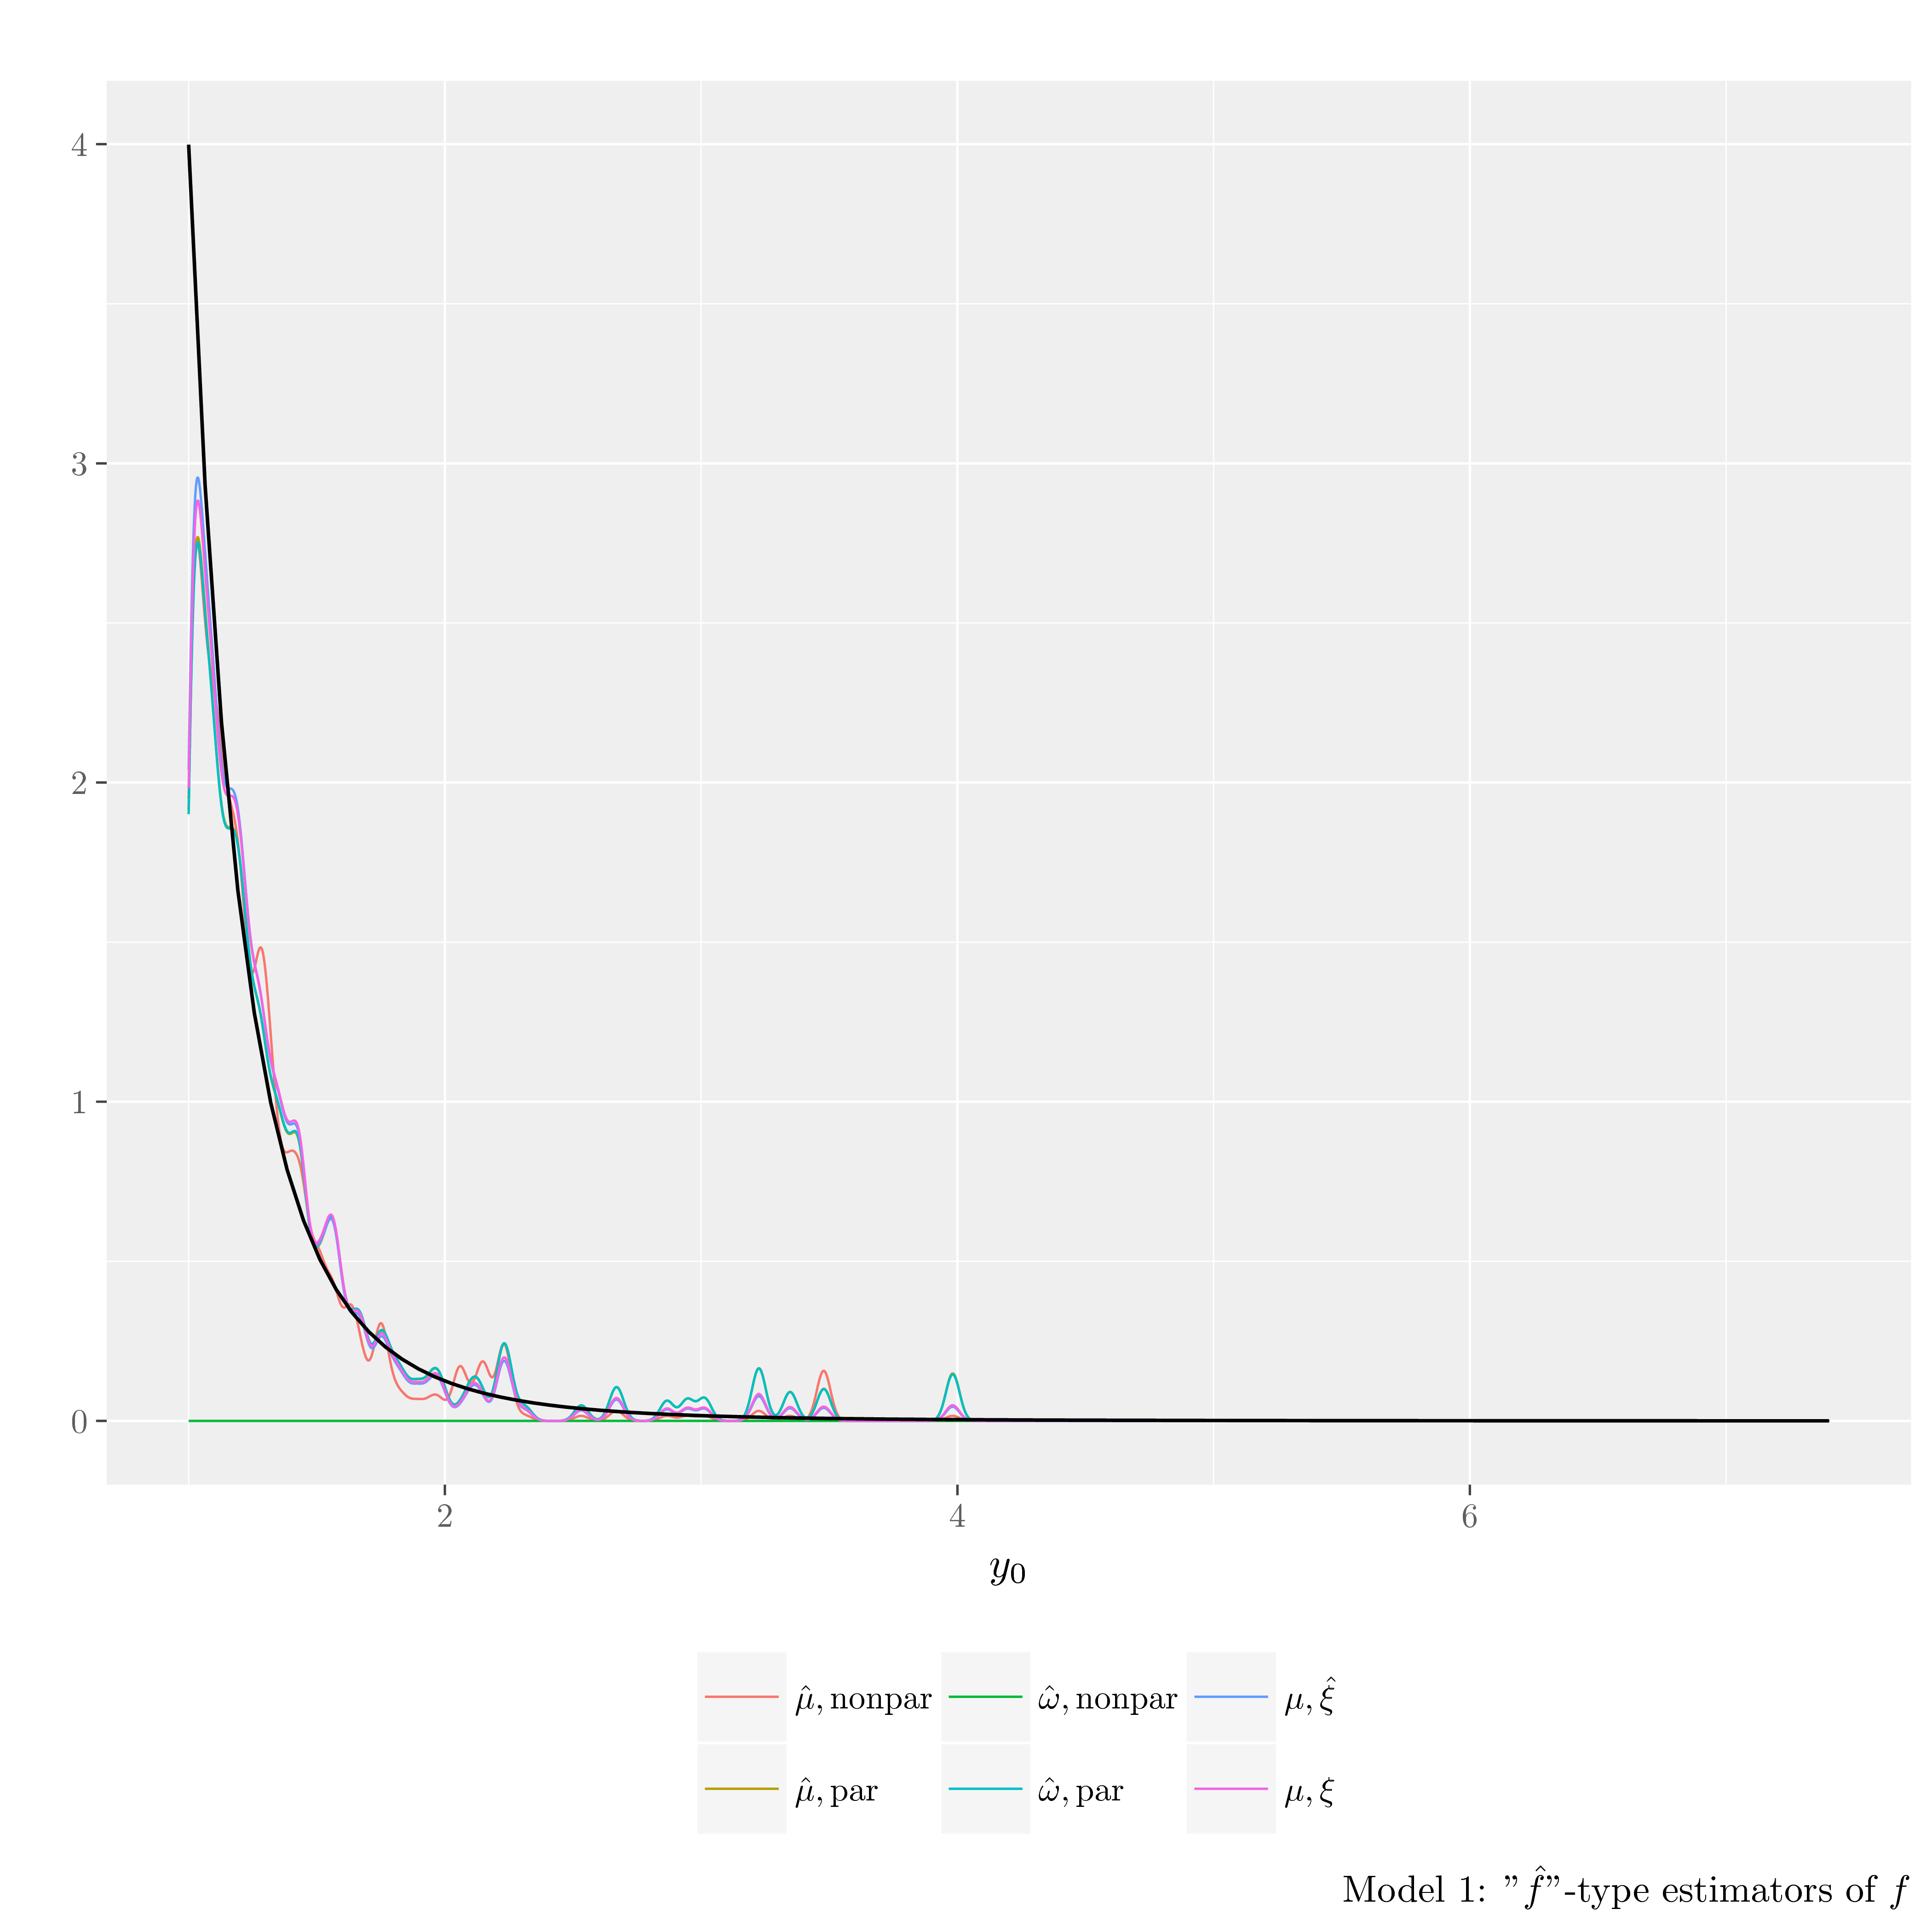 4
3
2
1
0
2 4 6
y₀
μ̂, nonpar ω̂, nonpar μ, ξ̂
μ̂, par ω̂, par μ, ξ
Model 1: ”f̂”-type estimators of f